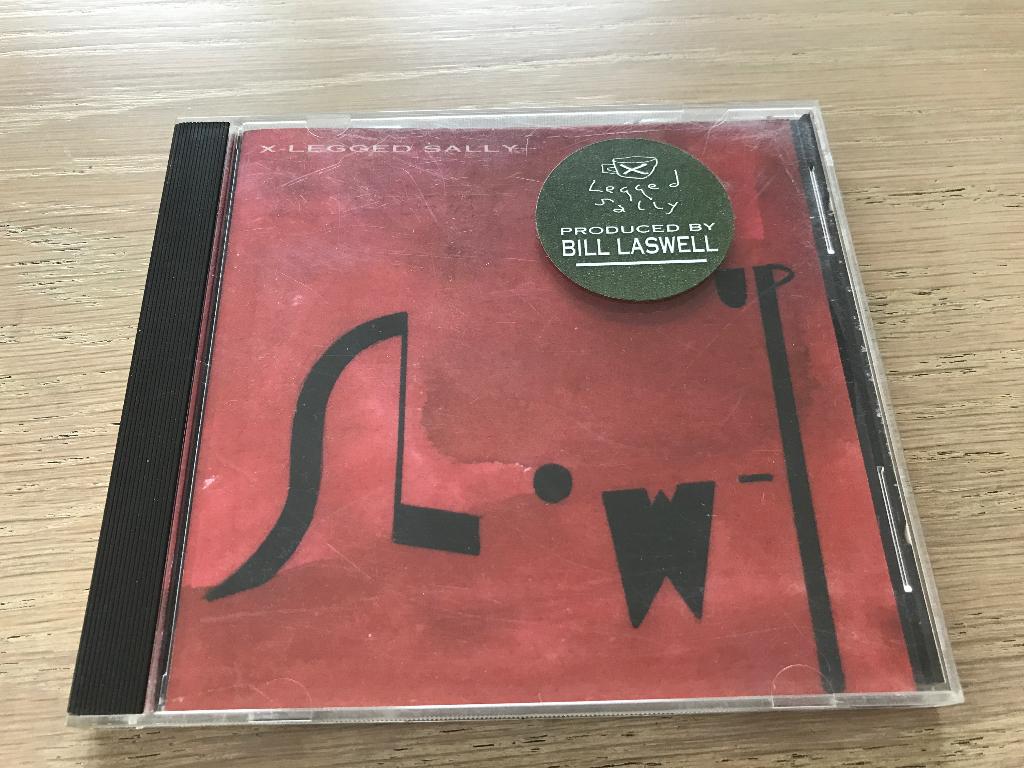 X-LEGGED SALLY
X
Legged
Sally
PRODUCED BY
BILL LASWELL
SLOW-UP